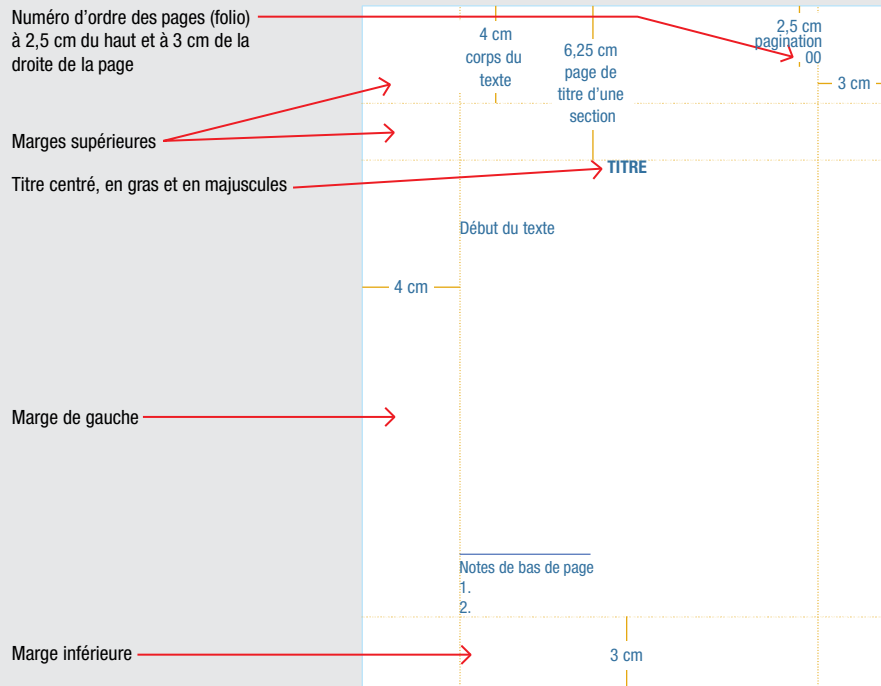 Numéro d'ordre des pages (folio)
à 2,5 cm du haut et à 3 cm de la
droite de la page
4 cm
corps du
texte
6,25 cm
page de
titre d'une
section
2,5 cm
pagination
00
3 cm
Marges supérieures
TITRE
Titre centré, en gras et en majuscules
Début du texte
4 cm
Marge de gauche
Notes de bas de page
1.
2.
Marge inférieure
3 cm